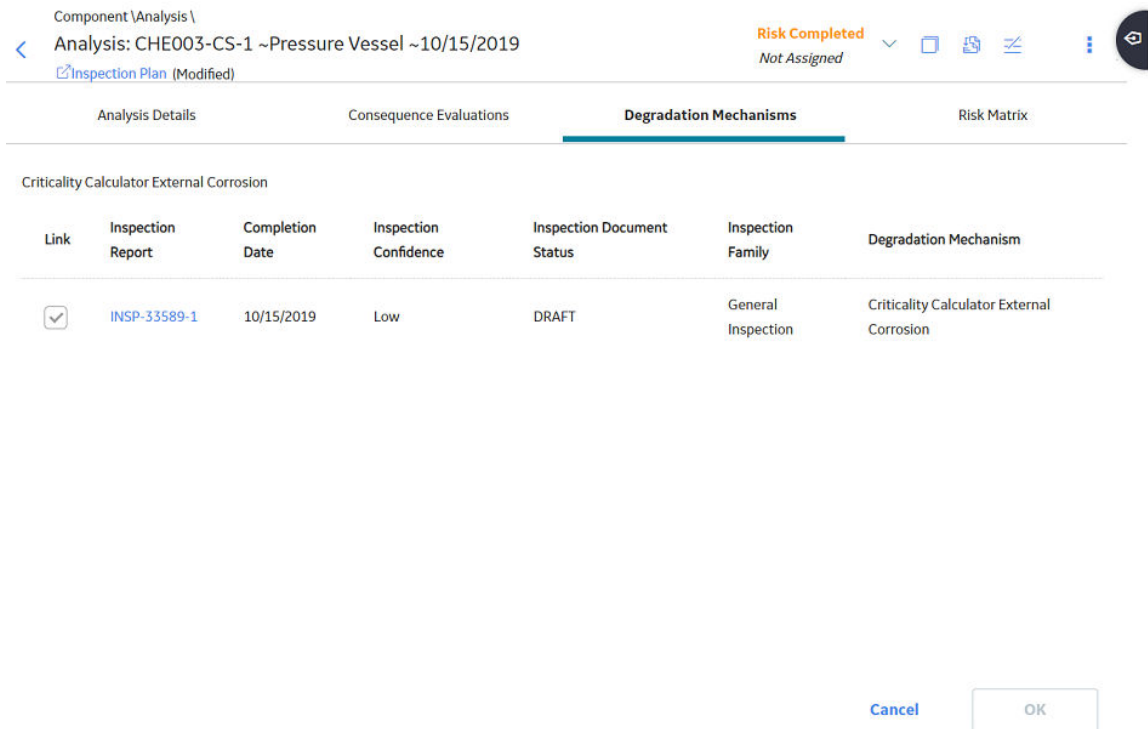 Component \Analysis \
Analysis: CHE003-CS-1 ~Pressure Vessel ~10/15/2019
Risk Completed
Not Assigned
Inspection Plan (Modified)
Analysis Details
Consequence Evaluations
Degradation Mechanisms
Risk Matrix
Criticality Calculator External Corrosion
Link
Inspection
Report
Completion
Date
Inspection
Confidence
Inspection Document
Status
Inspection
Family
Degradation Mechanism
INSP-33589-1
10/15/2019
Low
DRAFT
General
Inspection
Criticality Calculator External
Corrosion
Cancel
OK